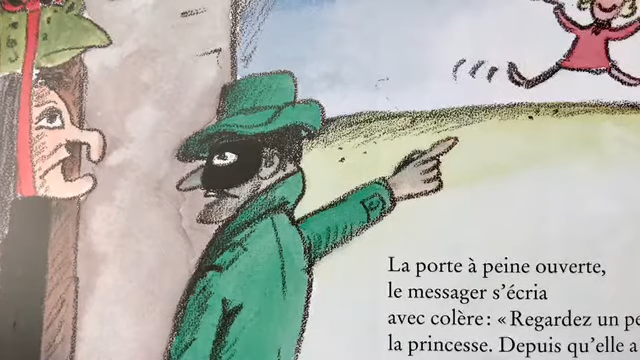 La porte à peine ouverte,
le messager s'écria
avec colère : « Regardez un
la princesse. Depuis qu'elle a